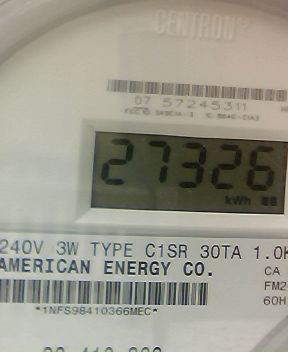 CENTRON®
07 57245311
27326
kWh
240V 3W TYPE C1SR 30TA 1.0K
AMERICAN ENERGY CO.
CA
FM2
60H
*1NFS98410366MEC*